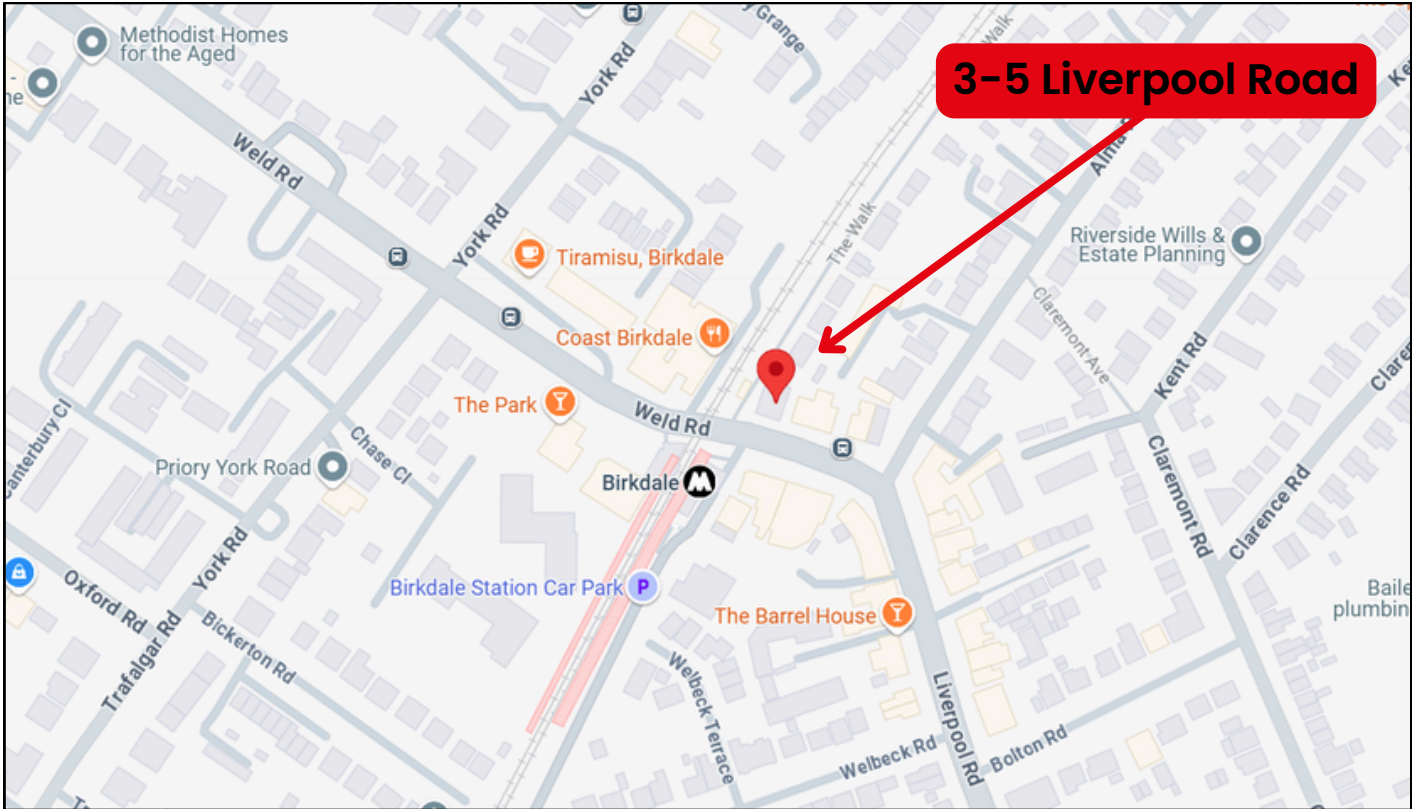 Methodist Homes
for the Aged
York Rd
Grange
Walk
3-5 Liverpool Road
Weld Rd
York Rd
Alma
The Walk
Riverside Wills &
Estate Planning
Tiramisu, Birkdale
Coast Birkdale
Claremont Ave
Kent Rd
The Park
Weld Rd
Canterbury Cl
Chase Cl
Priory York Road
Birkdale
Claremont Rd
Clarence Rd
York Rd
Oxford Rd
Birkdale Station Car Park
P
The Barrel House
Trafalgar Rd
Bickerton Rd
Welbeck Terrace
Liverpool Rd
Welbeck Rd
Bolton Rd